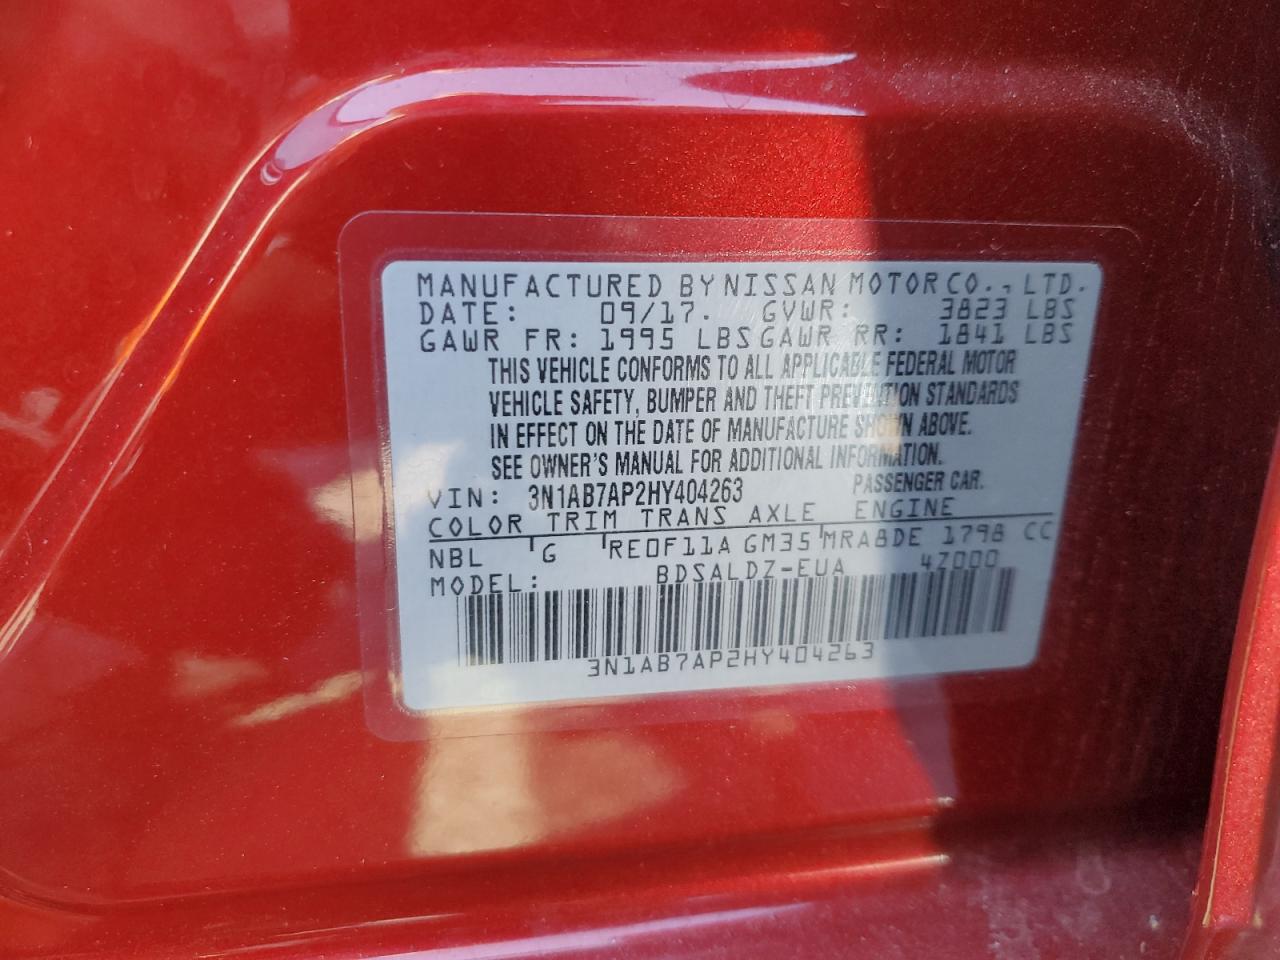 MANUFACTURED BY NISSAN MOTOR CO., LTD.
DATE: 09/17. GVWR: 3823 LBS
GAWR FR: 1995 LBS GAWR RR: 1841 LBS
THIS VEHICLE CONFORMS TO ALL APPLICABLE FEDERAL MOTOR
VEHICLE SAFETY, BUMPER AND THEFT PREVENTION STANDARDS
IN EFFECT ON THE DATE OF MANUFACTURE SHOWN ABOVE.
SEE OWNER'S MANUAL FOR ADDITIONAL INFORMATION.
VIN: 3N1AB7AP2HY404263 PASSENGER CAR.
COLOR TRIM TRANS AXLE ENGINE
NBL G RE0F11A GM35 MRA8DE 1798 CC
MODEL: BDSALDZ-EUA 4Z000
3N1AB7AP2HY404263